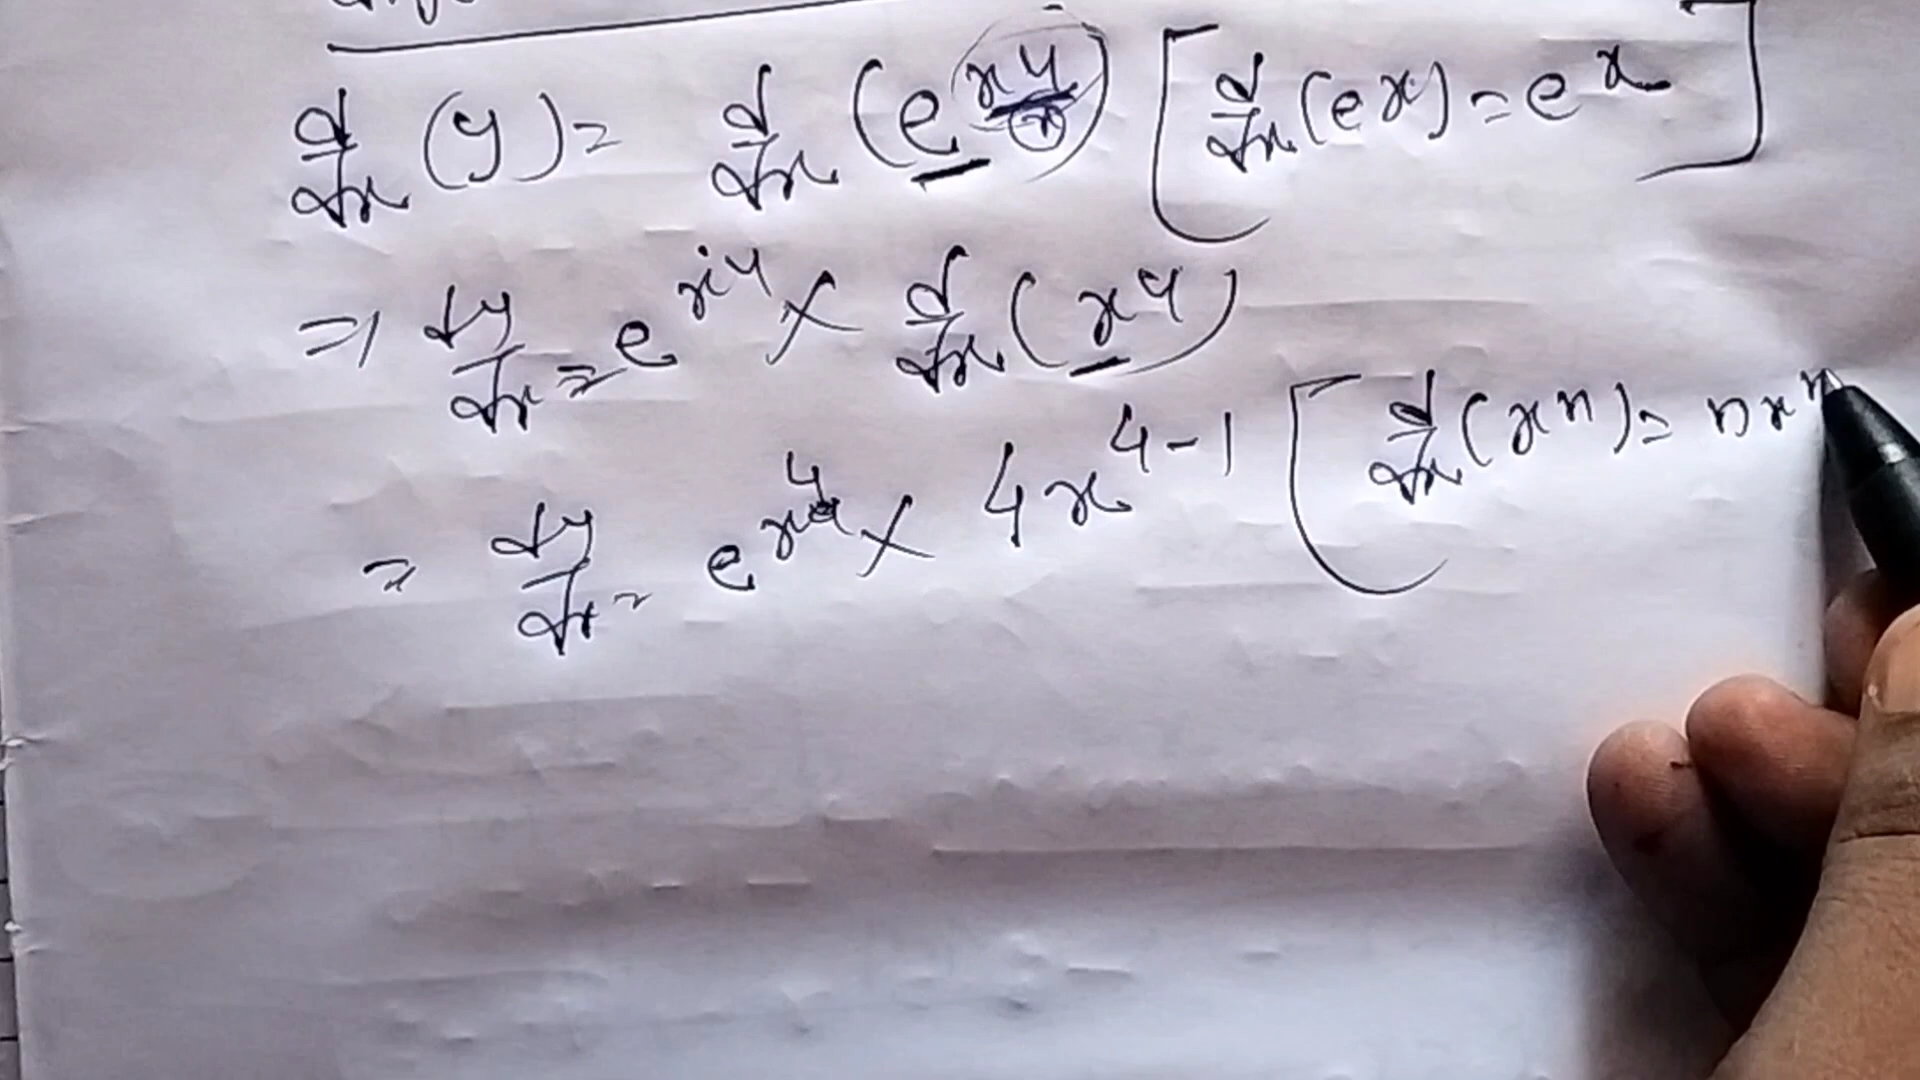 d/dx (y) = d/dx (e^x^4) [d/dx (e^x) = e^x]
=> dy/dx = e^x^4 × d/dx (x^4)
= dy/dx = e^x^4 × 4x^4-1 [d/dx (x^n) = nx^n